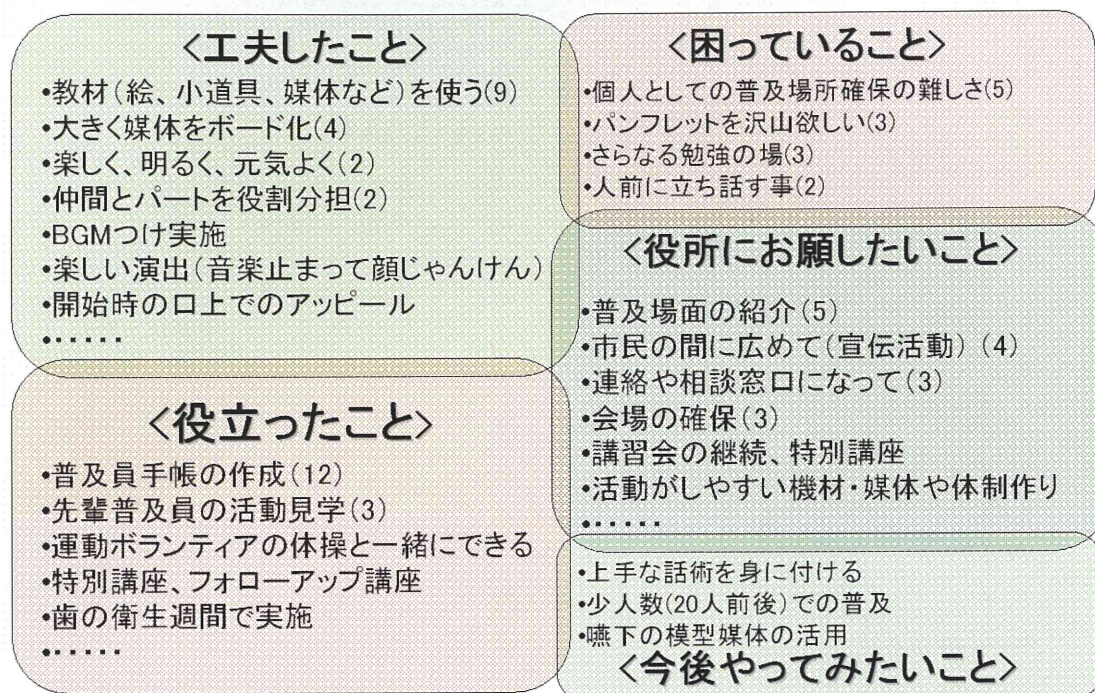 <工夫したこと>
•教材(絵、小道具、媒体など)を使う(9)
•大きく媒体をボード化(4)
•楽しく、明るく、元気よく(2)
•仲間とパートを役割分担(2)
•BGMつけ実施
•楽しい演出(音楽止まって顔じゃんけん)
•開始時の口上でのアッピール
•‥‥‥
<困っていること>
•個人としての普及場所確保の難しさ(5)
•パンフレットを沢山欲しい(3)
•さらなる勉強の場(3)
•人前に立ち話す事(2)
<役所にお願したいこと>
•普及場面の紹介(5)
•市民の間に広めて(宣伝活動) (4)
•連絡や相談窓口になって(3)
•会場の確保(3)
•講習会の継続、特別講座
•活動がしやすい機材・媒体や体制作り
•‥‥‥
<役立ったこと>
•普及員手帳の作成(12)
•先輩普及員の活動見学(3)
•運動ボランティアの体操と一緒にできる
•特別講座、フォローアップ講座
•歯の衛生週間で実施
•‥‥‥
•上手な話術を身に付ける
•少人数(20人前後)での普及
•嚥下の模型媒体の活用
<今後やってみたいこと>